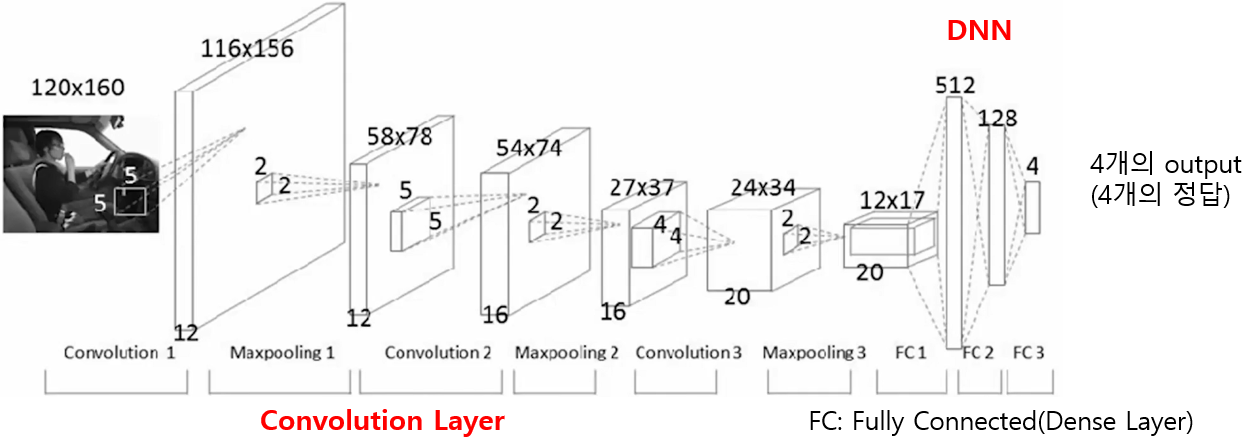 DNN
116x156
120x160
512
128
58x78
54x74
4
4개의 output
(4개의 정답)
27x37
24x34
12x17
5
5
2
2
5
5
2
2
4
4
2
2
12
12
16
16
20
20
Convolution 1
Maxpooling 1
Convolution 2
Maxpooling 2
Convolution 3
Maxpooling 3
FC 1
FC 2
FC 3
Convolution Layer
FC: Fully Connected(Dense Layer)